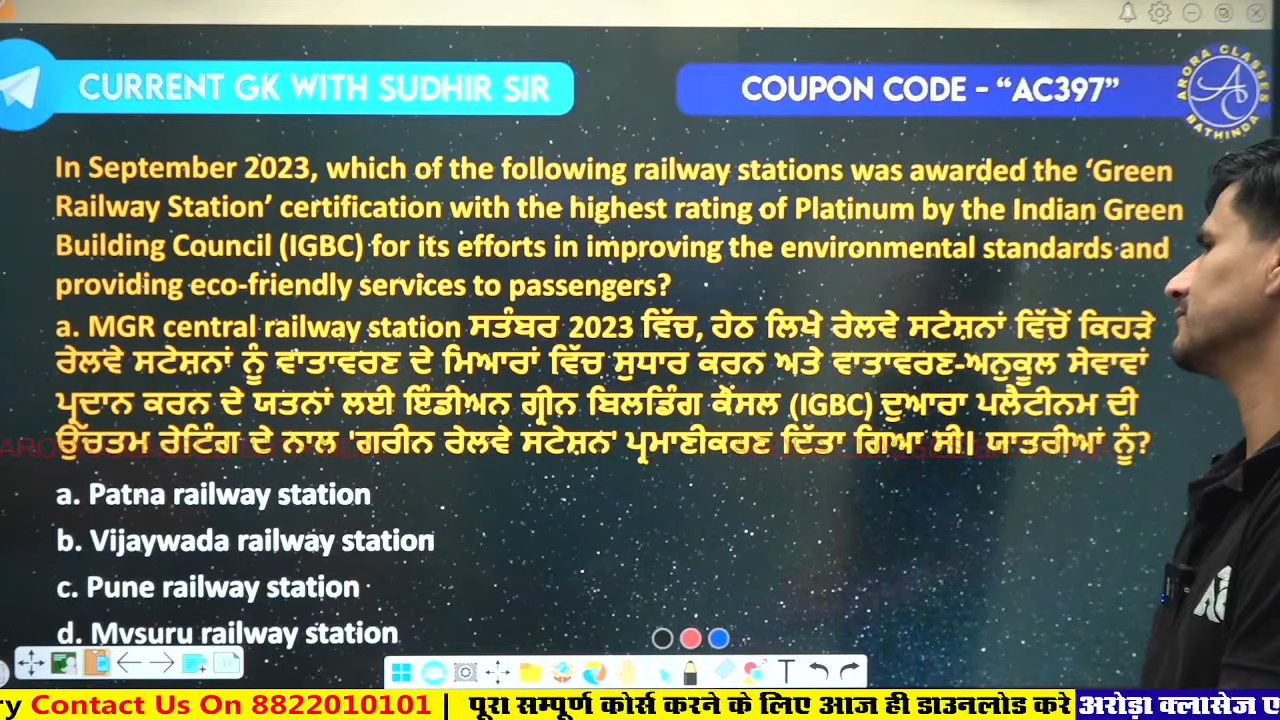 CURRENT GK WITH SUDHIR SIR
COUPON CODE - “AC397”
ARORA CLASSES
BATHINDA
In September 2023, which of the following railway stations was awarded the ‘Green
Railway Station’ certification with the highest rating of Platinum by the Indian Green
Building Council (IGBC) for its efforts in improving the environmental standards and
providing eco-friendly services to passengers?
a. MGR central railway station ਸਤੰਬਰ 2023 ਵਿੱਚ, ਹੇਠ ਲਿਖੇ ਰੇਲਵੇ ਸਟੇਸ਼ਨਾਂ ਵਿੱਚੋਂ ਕਿਹੜੇ
ਰੇਲਵੇ ਸਟੇਸ਼ਨਾਂ ਨੂੰ ਵਾਤਾਵਰਣ ਦੇ ਮਿਆਰਾਂ ਵਿੱਚ ਸੁਧਾਰ ਕਰਨ ਅਤੇ ਵਾਤਾਵਰਣ-ਅਨੁਕੂਲ ਸੇਵਾਵਾਂ
ਪ੍ਰਦਾਨ ਕਰਨ ਦੇ ਯਤਨਾਂ ਲਈ ਇੰਡੀਅਨ ਗ੍ਰੀਨ ਬਿਲਡਿੰਗ ਕੌਂਸਲ (IGBC) ਦੁਆਰਾ ਪਲੈਟੀਨਮ ਦੀ
ਉੱਚਤਮ ਰੇਟਿੰਗ ਦੇ ਨਾਲ 'ਗਰੀਨ ਰੇਲਵੇ ਸਟੇਸ਼ਨ' ਪ੍ਰਮਾਣੀਕਰਣ ਦਿੱਤਾ ਗਿਆ ਸੀ। ਯਾਤਰੀਆਂ ਨੂੰ?
a. Patna railway station
b. Vijaywada railway station
c. Pune railway station
d. Mysuru railway station
Contact Us On 8822010101 | पूरा सम्पूर्ण कोर्स करने के लिए आज ही डाउनलोड करे अरोड़ा क्लासेज